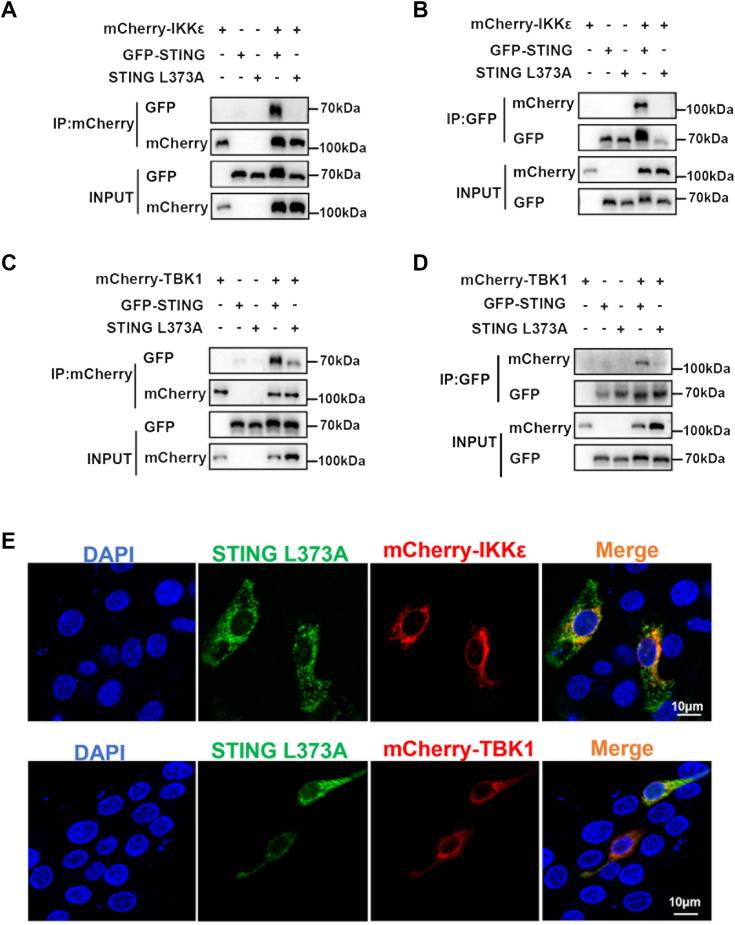 A
mCherry-IKKε + - - + +
GFP-STING - + - + -
STING L373A - - + - +
IP:mCherry
GFP 70kDa
mCherry 100kDa
INPUT
GFP 70kDa
mCherry 100kDa
B
mCherry-IKKε + - - + +
GFP-STING - + - + -
STING L373A - - + - +
IP:GFP
mCherry 100kDa
GFP 70kDa
INPUT
mCherry 100kDa
GFP 70kDa
C
mCherry-TBK1 + - - + +
GFP-STING - + - + -
STING L373A - - + - +
IP:mCherry
GFP 70kDa
mCherry 100kDa
INPUT
GFP 70kDa
mCherry 100kDa
D
mCherry-TBK1 + - - + +
GFP-STING - + - + -
STING L373A - - + - +
IP:GFP
mCherry 100kDa
GFP 70kDa
INPUT
mCherry 100kDa
GFP 70kDa
E
DAPI STING L373A mCherry-IKKε Merge
10μm
DAPI STING L373A mCherry-TBK1 Merge
10μm